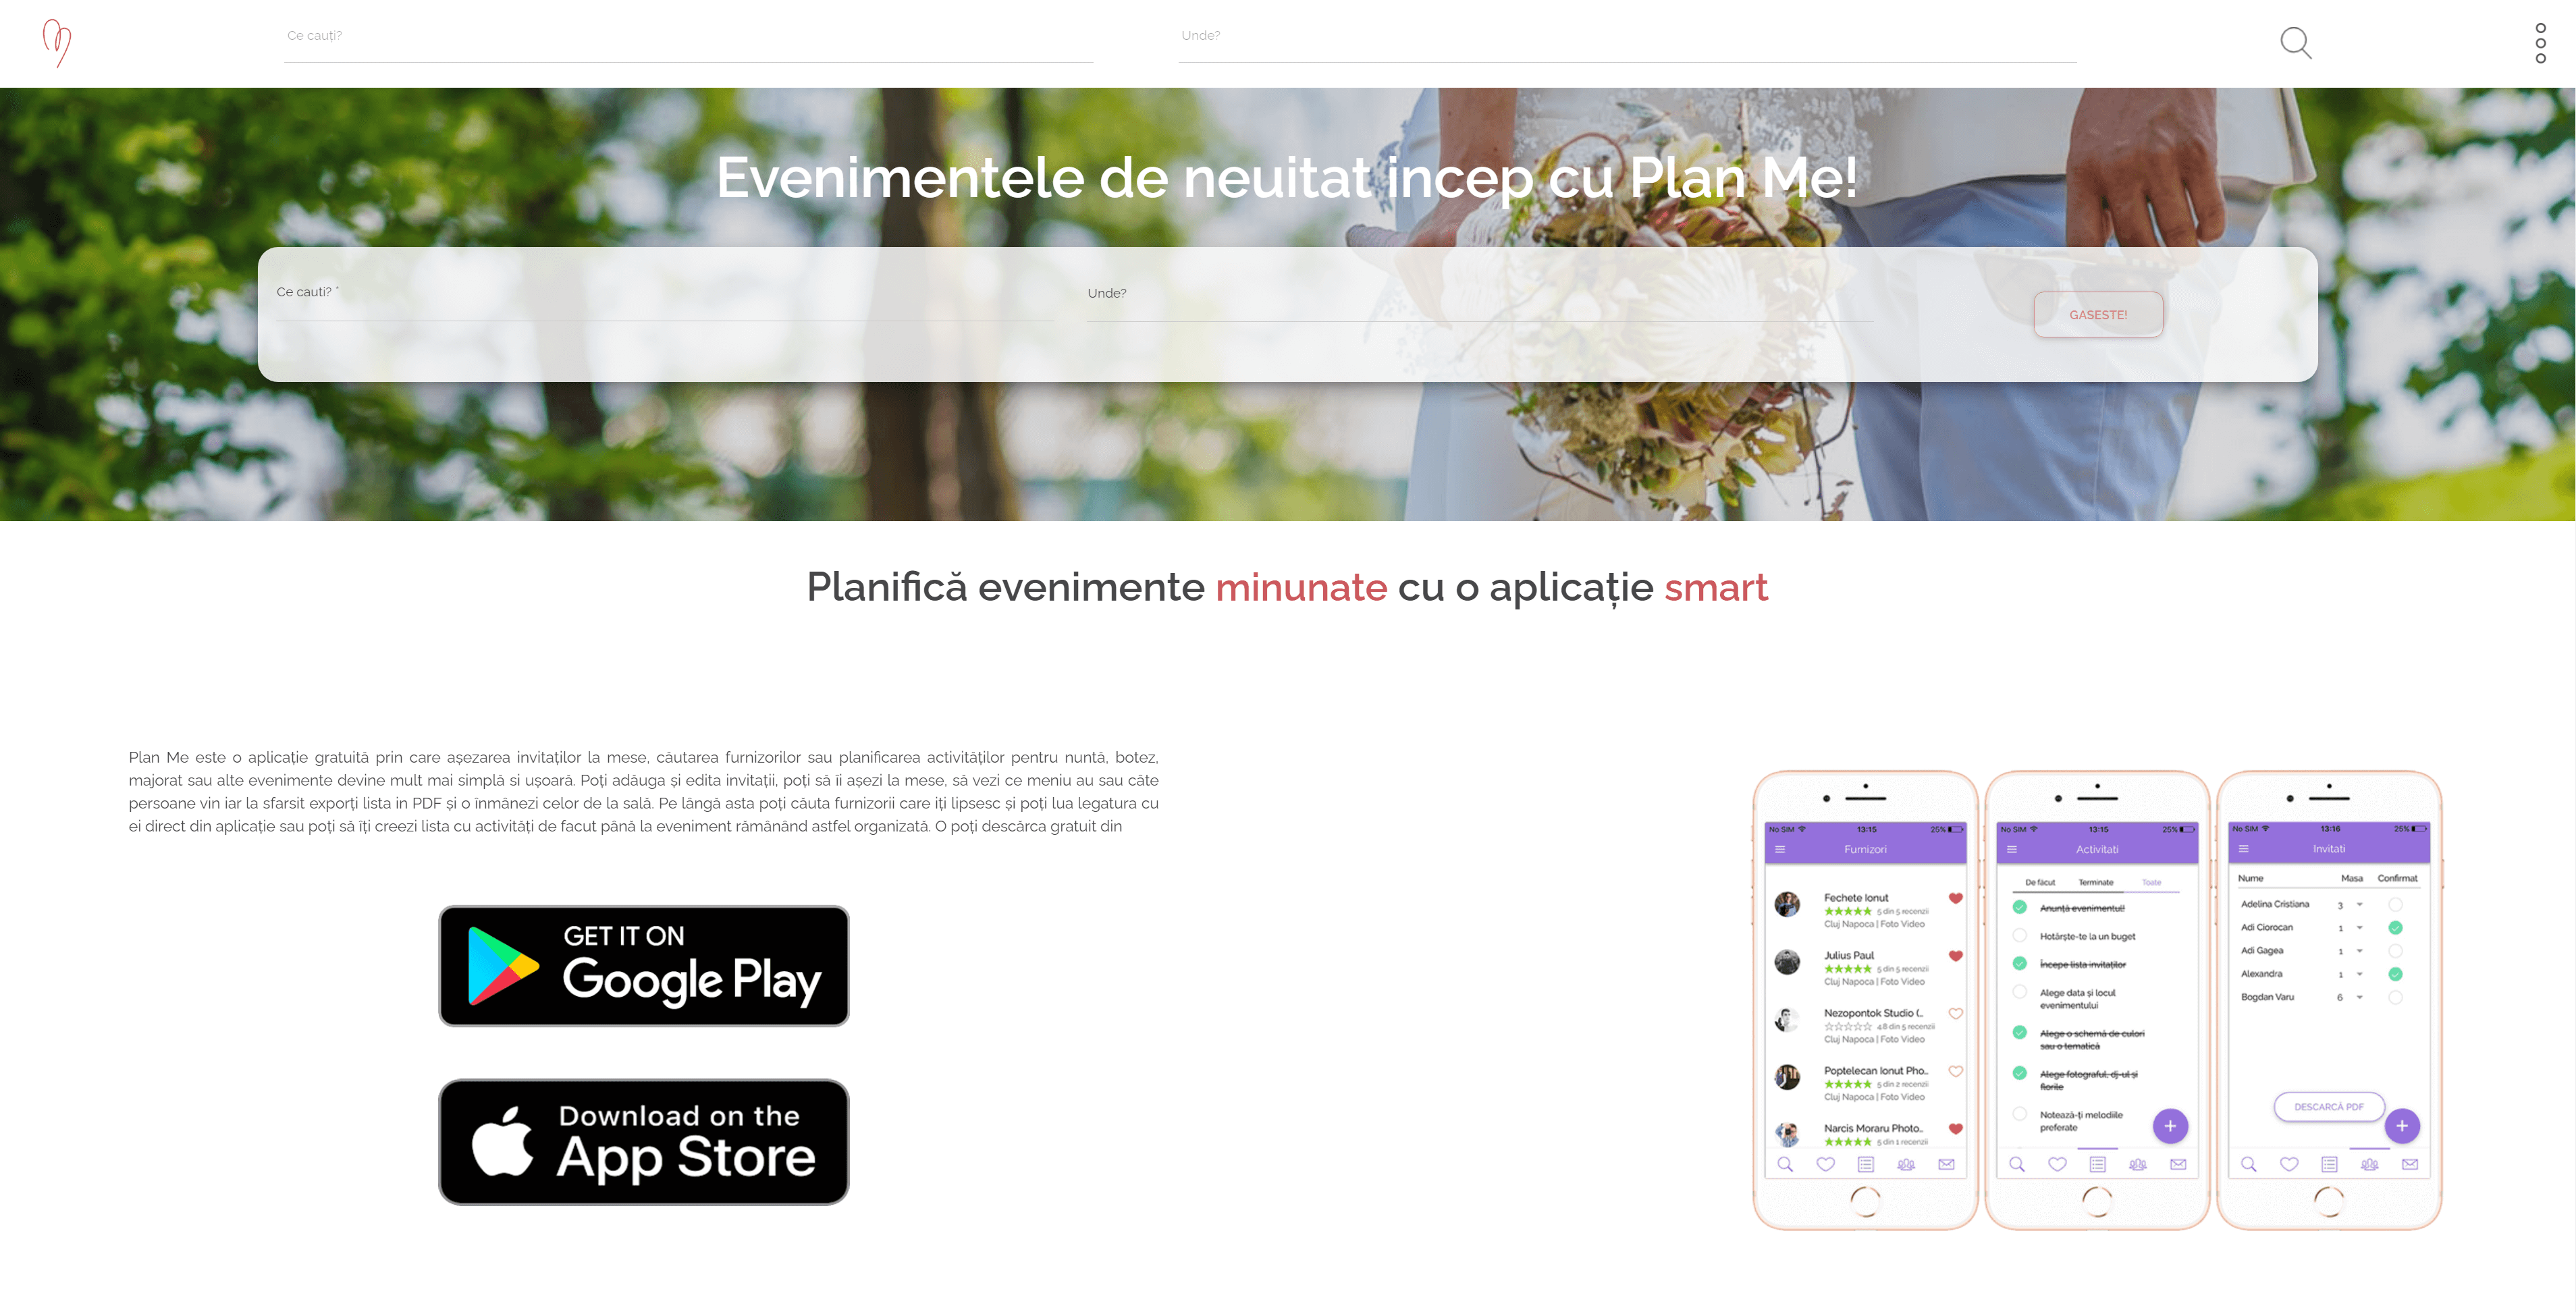 Ce cauți?
Unde?
Evenimentele de neuitat incep cu Plan Me!
Ce cauti? *
Unde?
GASESTE!
Planifică evenimente minunate cu o aplicație smart
Plan Me este o aplicație gratuită prin care așezarea invitaților la mese, căutarea furnizorilor sau planificarea activităților pentru nuntă, botez,
majorat sau alte evenimente devine mult mai simplă si ușoară. Poți adăuga și edita invitații, poți să îi așezi la mese, să vezi ce meniu au sau câte
persoane vin iar la sfarsit exporți lista in PDF și o înmânezi celor de la sală. Pe lângă asta poți căuta furnizorii care iți lipsesc și poți lua legatura cu
ei direct din aplicație sau poți să îți creezi lista cu activități de facut până la eveniment rămânând astfel organizată. O poți descărca gratuit din
GET IT ON
Google Play
Download on the
App Store
No SIM 13:15 25%
Furnizori
Fechete Ionut
5 din 5 recenzii
Cluj Napoca | Foto Video
Julius Paul
5 din 5 recenzii
Cluj Napoca | Foto Video
Nezopontok Studio (..
4.8 din 5 recenzii
Cluj Napoca | Foto Video
Poptelecan Ionut Pho..
5 din 2 recenzii
Cluj Napoca | Foto Video
Narcis Moraru Photo..
5 din 1 recenzii
No SIM 13:15 25%
Activitati
De făcut Terminate Toate
Anunță evenimentul!
Hotărște-te la un buget
Începe lista invitaților
Alege data și locul
evenimentului
Alege o schemă de culori
sau o tematică
Alege fotograful, dj-ul și
florile
Notează-ți melodiile
preferate
+
No SIM 13:16 25%
Invitati
Nume Masa Confirmat
Adelina Cristiana 3
Adi Ciorocan 1
Adi Gagea 1
Alexandra 1
Bogdan Varu 6
DESCARCĂ PDF
+